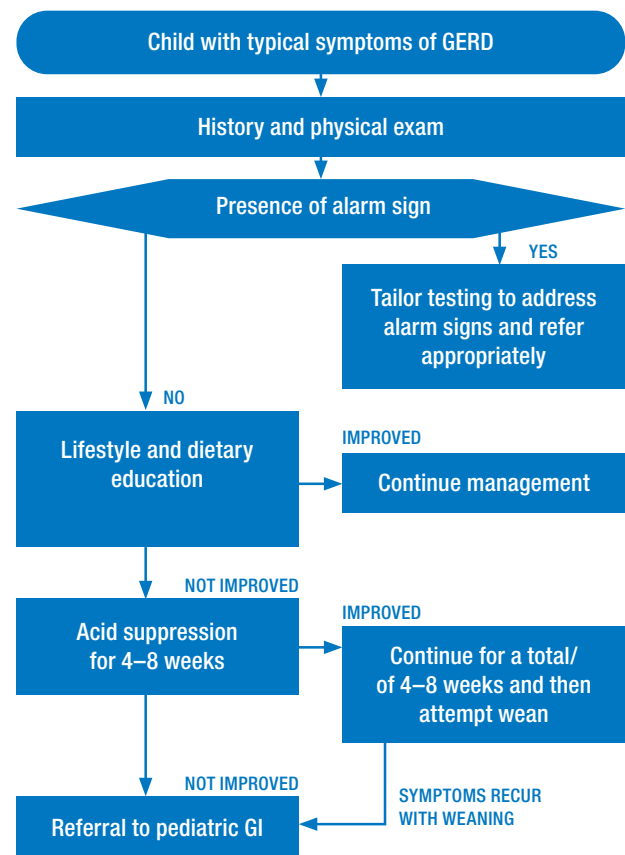 Child with typical symptoms of GERD
History and physical exam
Presence of alarm sign
YES
Tailor testing to address
alarm signs and refer
appropriately
NO
Lifestyle and dietary
education
IMPROVED
Continue management
NOT IMPROVED
Acid suppression
for 4–8 weeks
IMPROVED
Continue for a total/
of 4–8 weeks and then
attempt wean
NOT IMPROVED
SYMPTOMS RECUR
WITH WEANING
Referral to pediatric GI